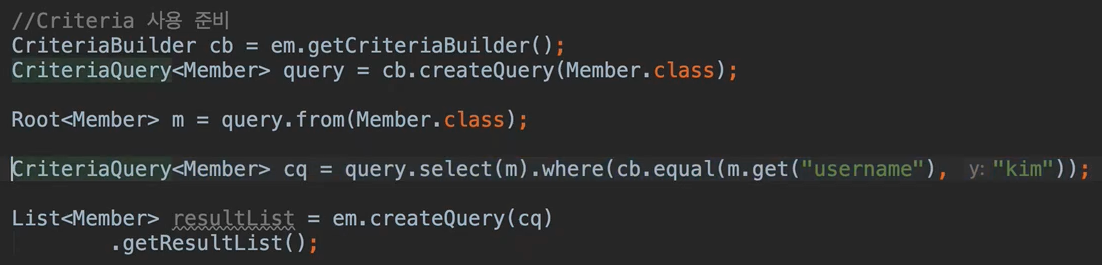 //Criteria 사용 준비
CriteriaBuilder cb = em.getCriteriaBuilder();
CriteriaQuery<Member> query = cb.createQuery(Member.class);
Root<Member> m = query.from(Member.class);
CriteriaQuery<Member> cq = query.select(m).where(cb.equal(m.get("username"), y: "kim"));
List<Member> resultList = em.createQuery(cq)
.getResultList();